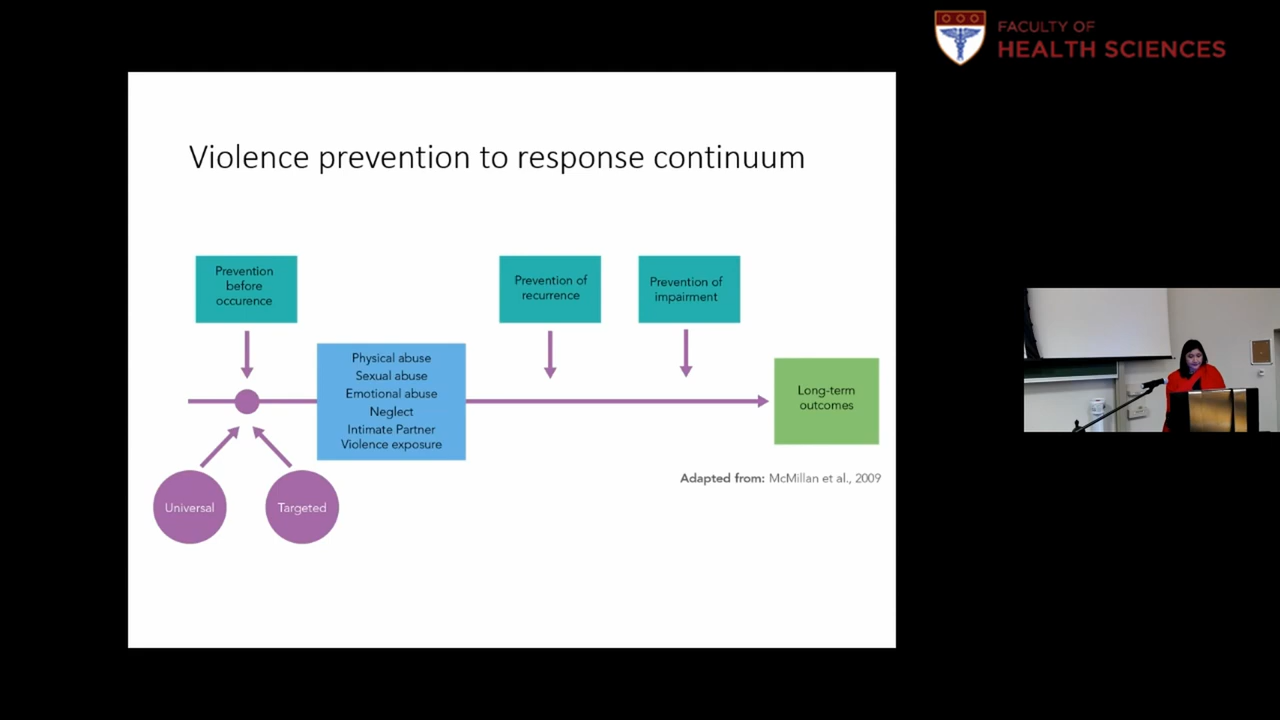 FACULTY OF
HEALTH SCIENCES
Violence prevention to response continuum
Prevention
before
occurence
Prevention of
recurrence
Prevention of
impairment
Physical abuse
Sexual abuse
Emotional abuse
Neglect
Intimate Partner
Violence exposure
Long-term
outcomes
Adapted from: McMillan et al., 2009
Universal
Targeted